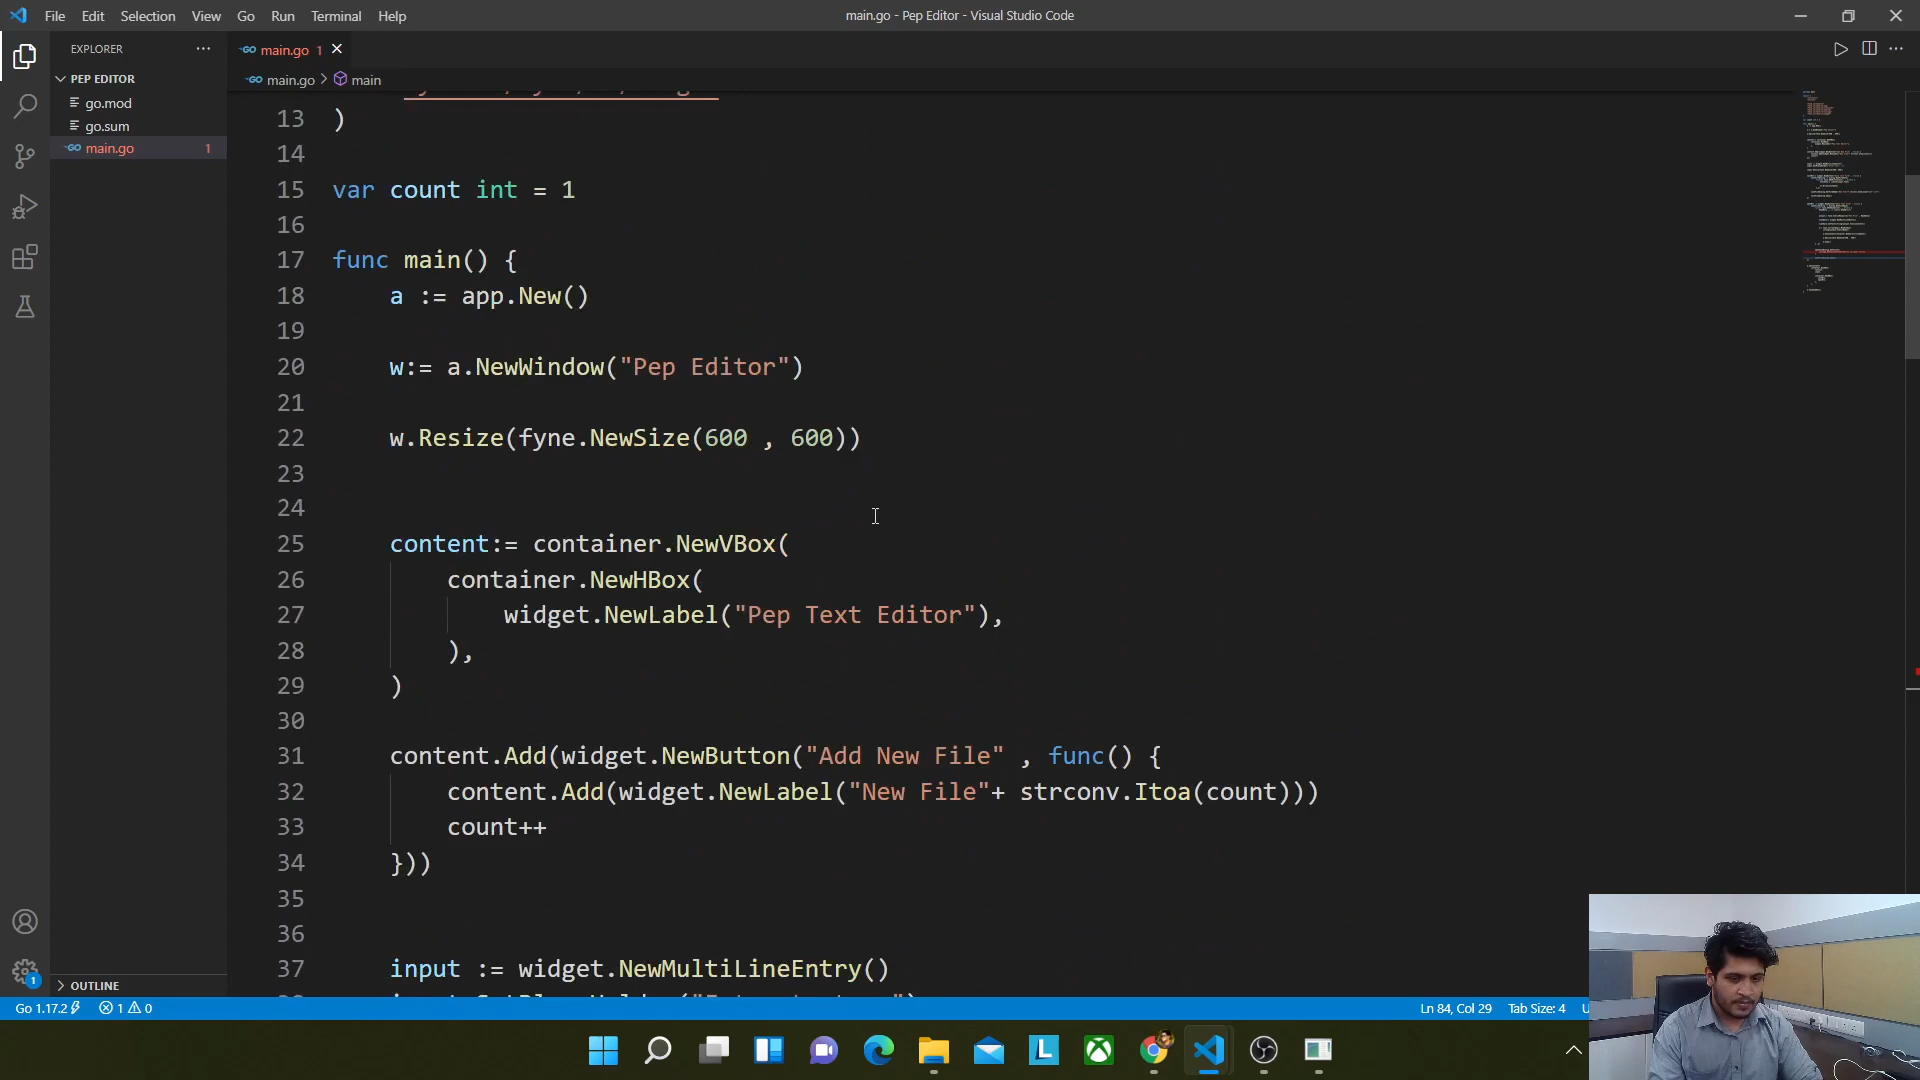 File Edit Selection View Go Run Terminal Help
main.go - Pep Editor - Visual Studio Code
EXPLORER
PEP EDITOR
go.mod
go.sum
main.go 1
OUTLINE
main.go 1
main.go > main
13 )
14
15 var count int = 1
16
17 func main() {
18 a := app.New()
19
20 w:= a.NewWindow("Pep Editor")
21
22 w.Resize(fyne.NewSize(600 , 600))
23
24
25 content:= container.NewVBox(
26 container.NewHBox(
27 widget.NewLabel("Pep Text Editor"),
28 ),
29 )
30
31 content.Add(widget.NewButton("Add New File" , func() {
32 content.Add(widget.NewLabel("New File"+ strconv.Itoa(count)))
33 count++
34 }))
35
36
37 input := widget.NewMultiLineEntry()
1
Go 1.17.2
1 0
Ln 84, Col 29
Tab Size: 4